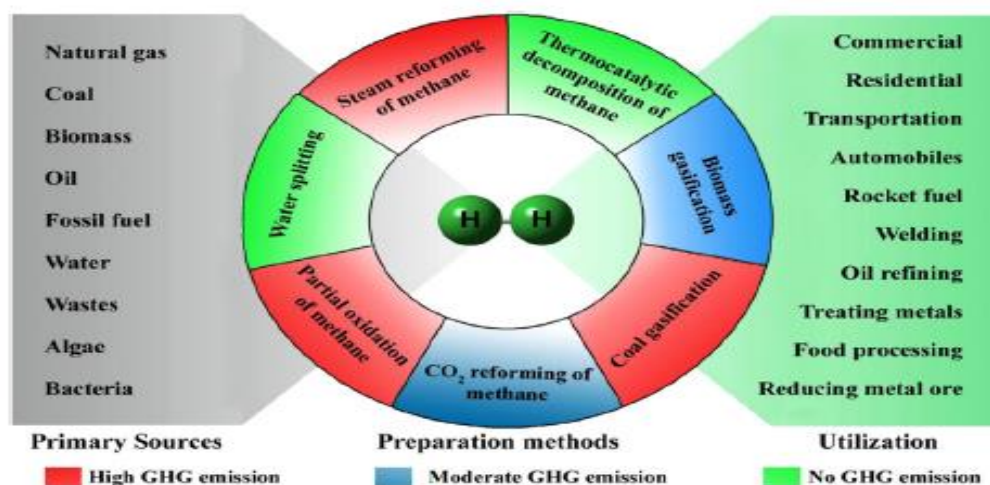 Natural gas
Coal
Biomass
Oil
Fossil fuel
Water
Wastes
Algae
Bacteria
Steam reforming
of methane
Thermocatalytic
decomposition of
methane
Biomass
gasification
Coal gasification
CO₂ reforming of
methane
Partial oxidation
of methane
Water splitting
H
H
Commercial
Residential
Transportation
Automobiles
Rocket fuel
Welding
Oil refining
Treating metals
Food processing
Reducing metal ore
Primary Sources
Preparation methods
Utilization
High GHG emission
Moderate GHG emission
No GHG emission